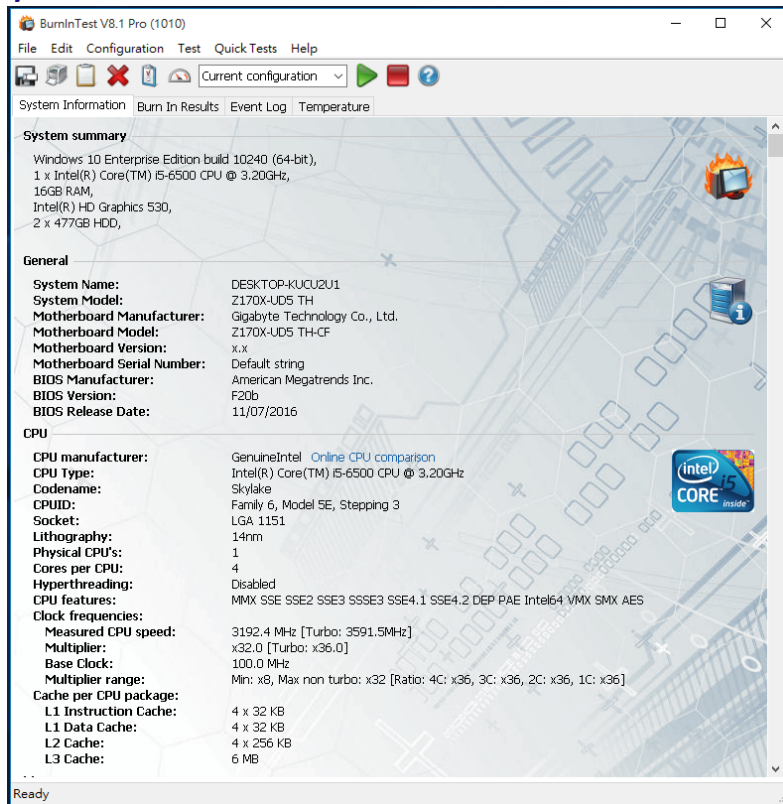 BurnInTest V8.1 Pro (1010)
File Edit Configuration Test Quick Tests Help
Current configuration
System Information Burn In Results Event Log Temperature
System summary
Windows 10 Enterprise Edition build 10240 (64-bit),
1 x Intel(R) Core(TM) i5-6500 CPU @ 3.20GHz,
16GB RAM,
Intel(R) HD Graphics 530,
2 x 477GB HDD,
General
System Name: DESKTOP-KUCU2U1
System Model: Z170X-UD5 TH
Motherboard Manufacturer: Gigabyte Technology Co., Ltd.
Motherboard Model: Z170X-UD5 TH-CF
Motherboard Version: x.x
Motherboard Serial Number: Default string
BIOS Manufacturer: American Megatrends Inc.
BIOS Version: F20b
BIOS Release Date: 11/07/2016
CPU
CPU manufacturer: GenuineIntel Online CPU comparison
CPU Type: Intel(R) Core(TM) i5-6500 CPU @ 3.20GHz
Codename: Skylake
CPUID: Family 6, Model 5E, Stepping 3
Socket: LGA 1151
Lithography: 14nm
Physical CPU's: 1
Cores per CPU: 4
Hyperthreading: Disabled
CPU features: MMX SSE SSE2 SSE3 SSSE3 SSE4.1 SSE4.2 DEP PAE Intel64 VMX SMX AES
Clock frequencies:
Measured CPU speed: 3192.4 MHz [Turbo: 3591.5MHz]
Multiplier: x32.0 [Turbo: x36.0]
Base Clock: 100.0 MHz
Multiplier range: Min: x8, Max non turbo: x32 [Ratio: 4C: x36, 3C: x36, 2C: x36, 1C: x36]
Cache per CPU package:
L1 Instruction Cache: 4 x 32 KB
L1 Data Cache: 4 x 32 KB
L2 Cache: 4 x 256 KB
L3 Cache: 6 MB
Ready
intel
i5
CORE inside